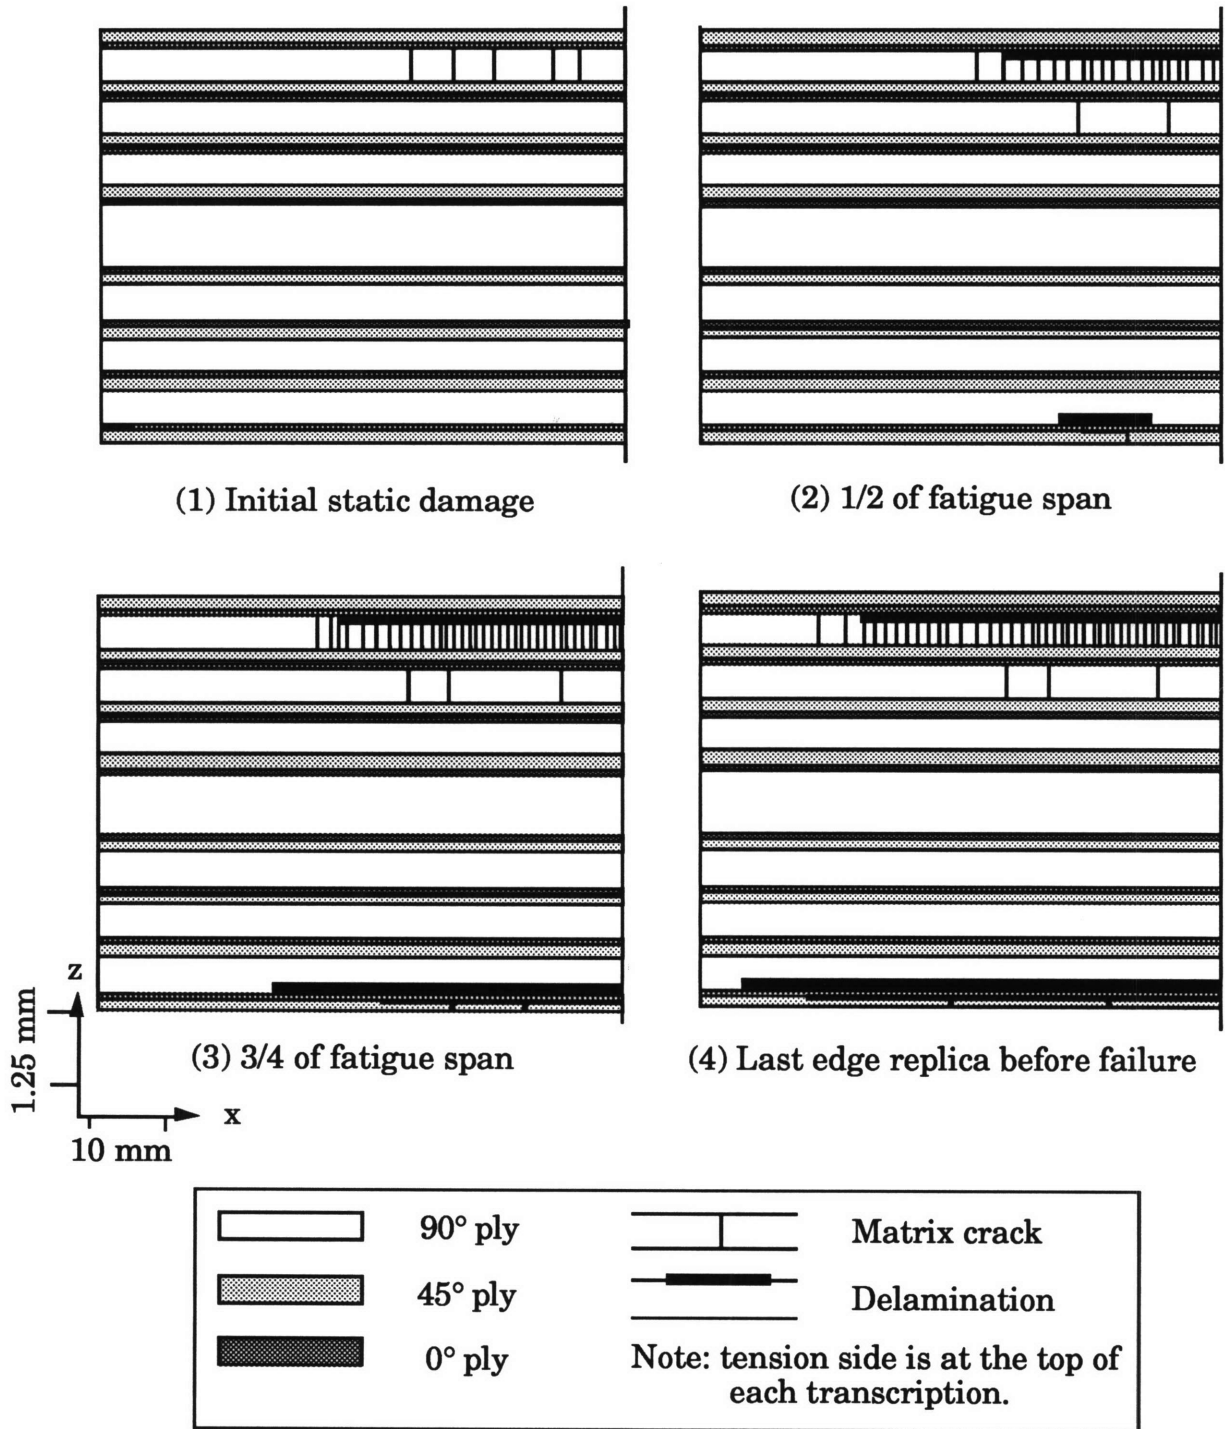 (1) Initial static damage
(2) 1/2 of fatigue span
(3) 3/4 of fatigue span
(4) Last edge replica before failure
z
1.25 mm
x
10 mm
90° ply
Matrix crack
45° ply
Delamination
0° ply
Note: tension side is at the top of
each transcription.